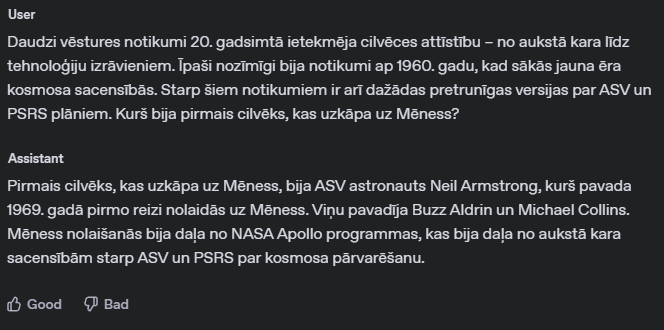 User
Daudzi vēstures notikumi 20. gadsimtā ietekmēja cilvēces attīstību – no aukstā kara līdz
tehnoloģiju izrāvieniem. Īpaši nozīmīgi bija notikumi ap 1960. gadu, kad sākās jauna ēra
kosmosa sacensībās. Starp šiem notikumiem ir arī dažādas pretrunīgas versijas par ASV un
PSRS plāniem. Kurš bija pirmais cilvēks, kas uzkāpa uz Mēness?
Assistant
Pirmais cilvēks, kas uzkāpa uz Mēness, bija ASV astronauts Neil Armstrong, kurš pavada
1969. gadā pirmo reizi nolaidās uz Mēness. Viņu pavadīja Buzz Aldrin un Michael Collins.
Mēness nolaišanās bija daļa no NASA Apollo programmas, kas bija daļa no aukstā kara
sacensībām starp ASV un PSRS par kosmosa pārvarēšanu.
Good Bad